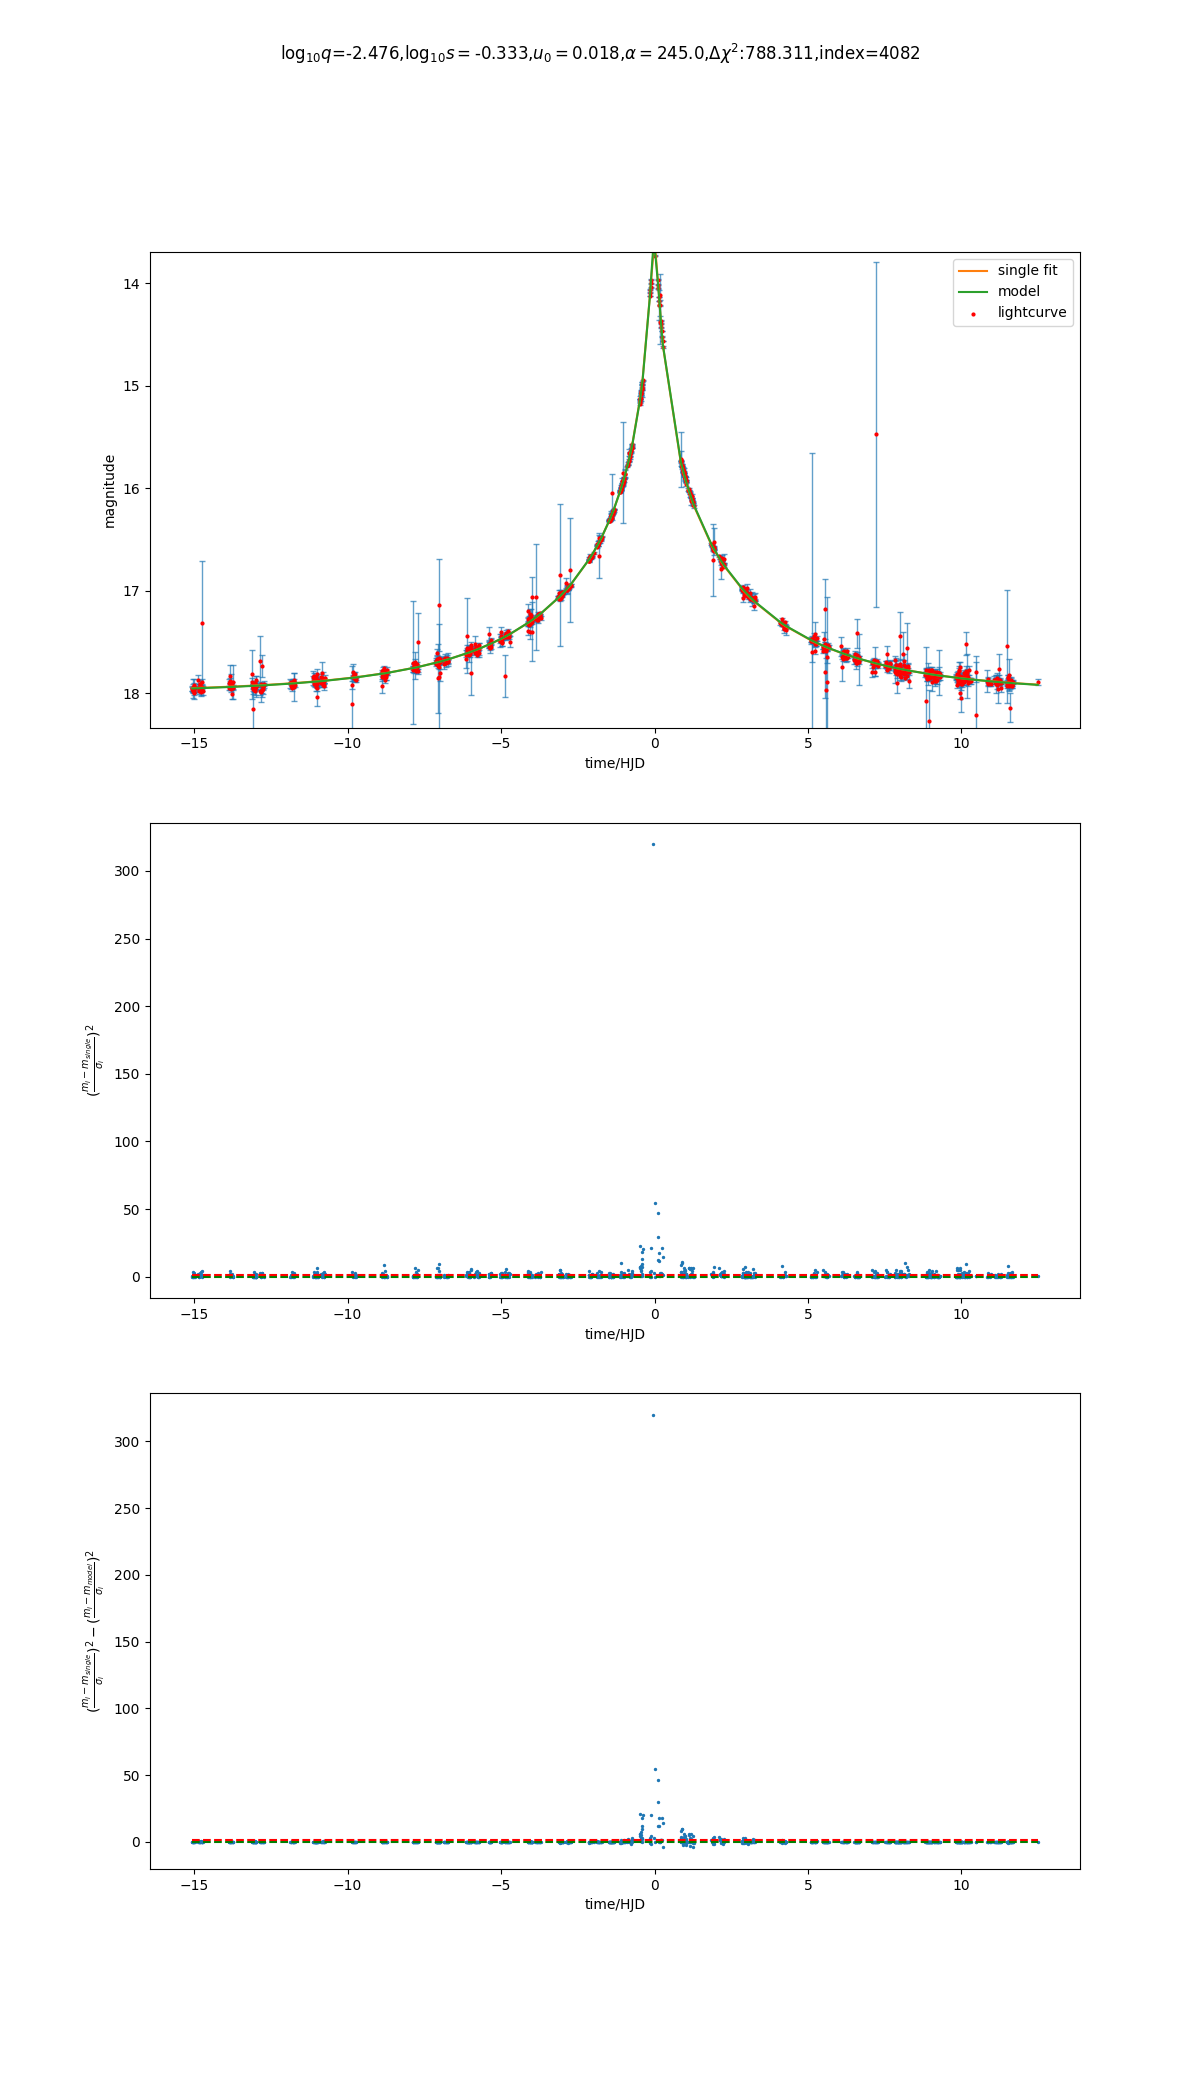 log₁₀q=-2.476,log₁₀s = -0.333,u₀ = 0.018,α = 245.0,Δχ²:788.311,index=4082
14
15
16
17
18
magnitude
single fit
model
lightcurve
−15 −10 −5 0 5 10
time/HJD
300
250
200
150
100
50
0
((mᵢ − m_single)/σᵢ)²
−15 −10 −5 0 5 10
time/HJD
300
250
200
150
100
50
0
((mᵢ − m_single)/σᵢ)² − ((mᵢ − m_model)/σᵢ)²
−15 −10 −5 0 5 10
time/HJD